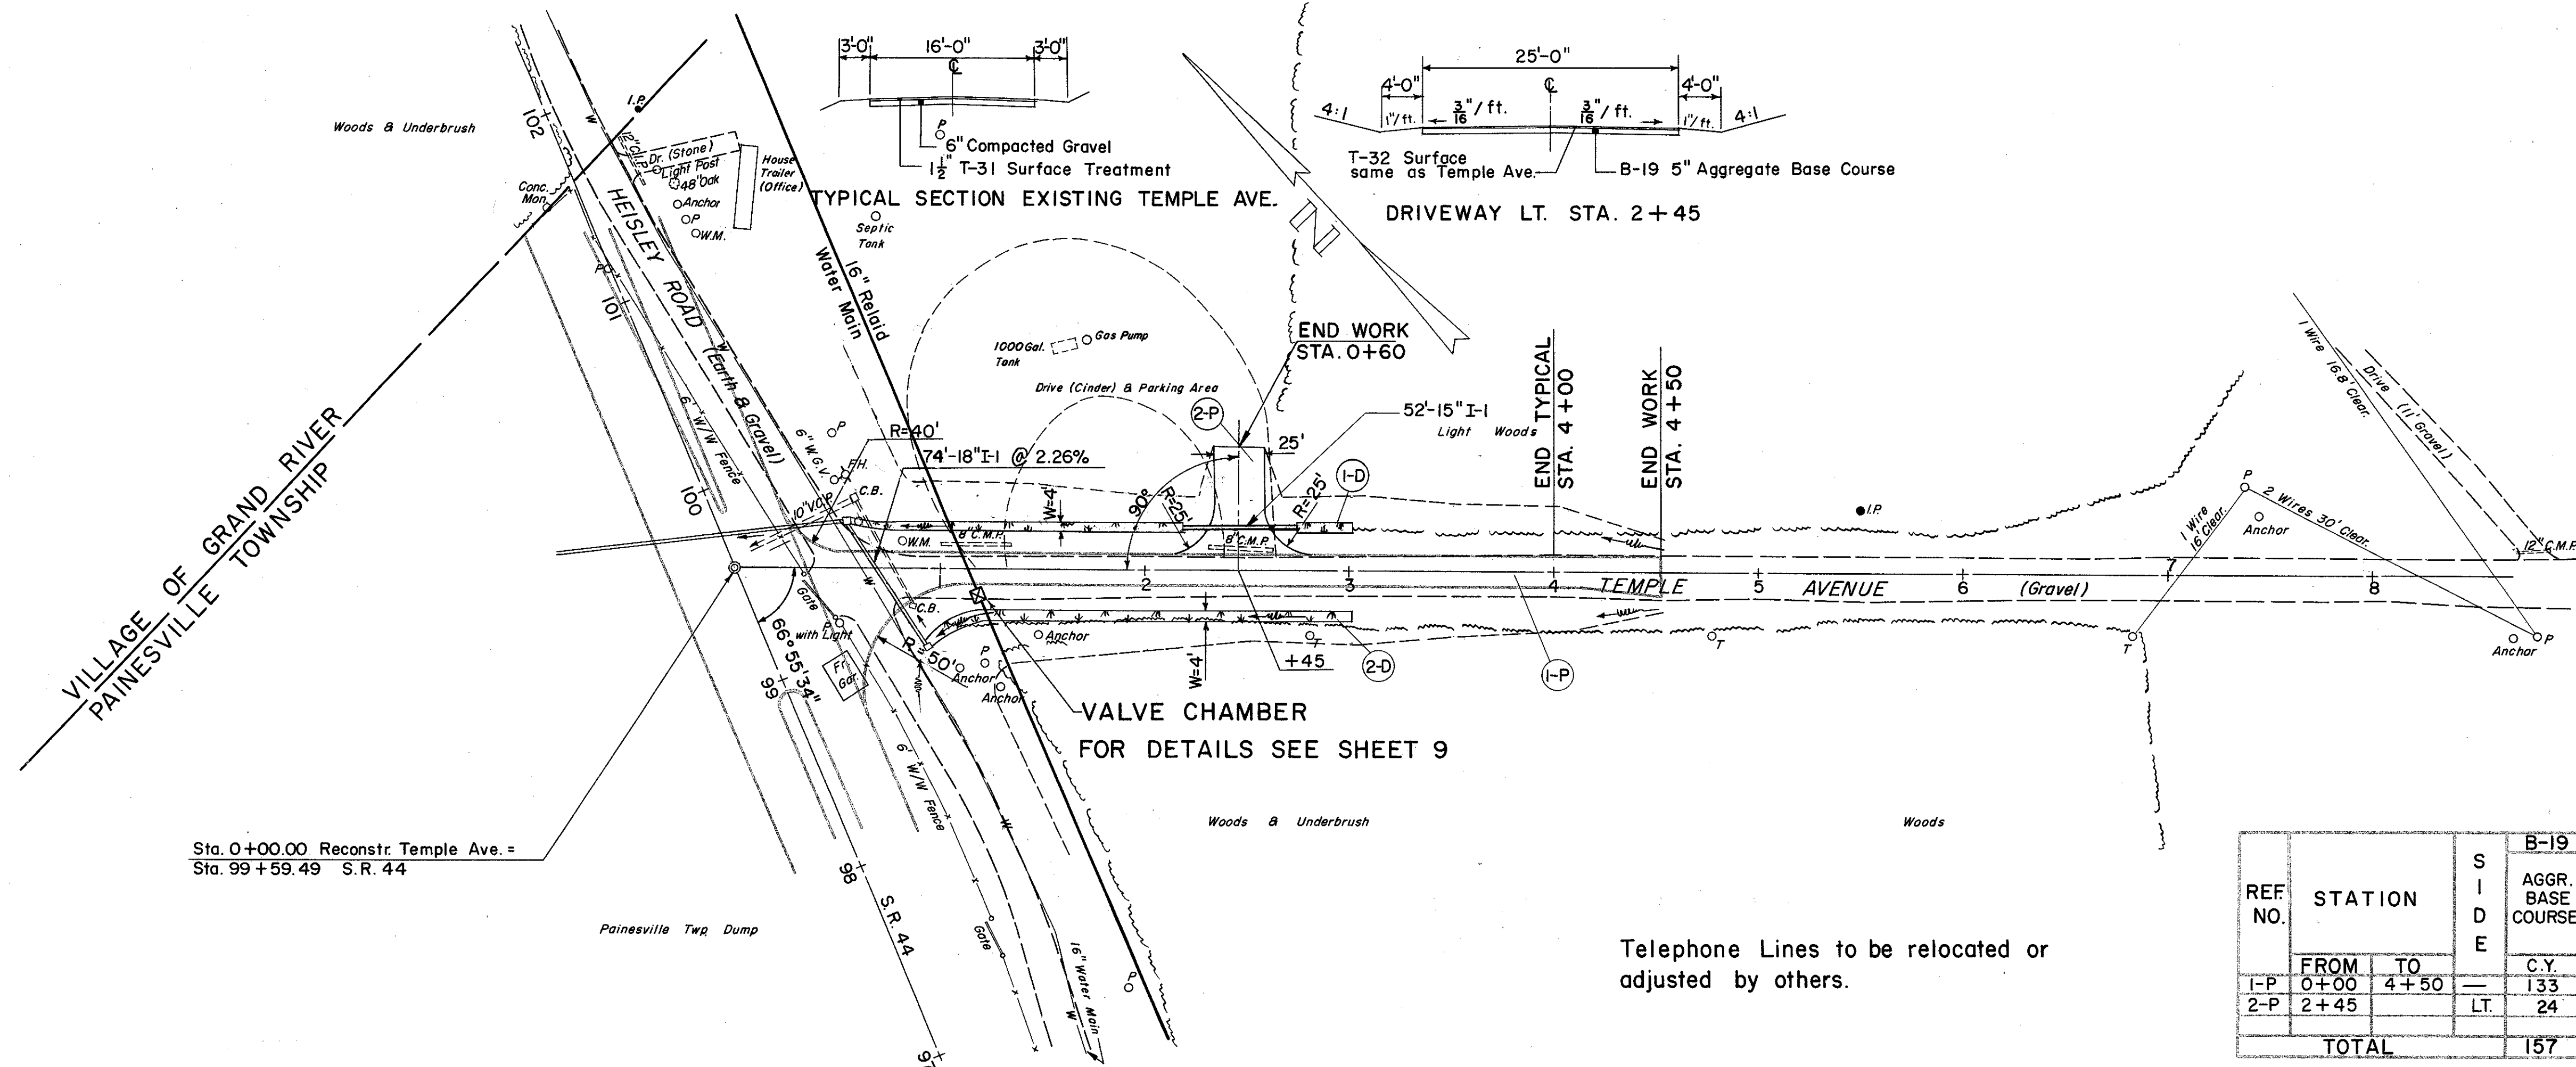 3'-0" 16'-0" 3'-0"
℄
P
6" Compacted Gravel
1½" T-31 Surface Treatment
TYPICAL SECTION EXISTING TEMPLE AVE.
25'-0"
4'-0" ℄ 4'-0"
4:1 1"/ft. 3/16"/ft. 3/16"/ft. 1"/ft. 4:1
T-32 Surface
same as Temple Ave.
B-19 5" Aggregate Base Course
DRIVEWAY LT. STA. 2+45
N
Woods & Underbrush
102
W
I.P.
12" C.I.P.
Dr. (Stone)
Light Post
48" Oak
Anchor
P
W.M.
House
Trailer
(Office)
Conc.
Mon.
HEISLEY ROAD
(Earth & Gravel)
P
101
Septic
Tank
16" Relaid
Water Main
1000 Gal.
Tank
Gas Pump
Drive (Cinder) & Parking Area
END WORK
STA. 0+60
2-P
52'-15" I-1
Light Woods
25'
END TYPICAL
STA. 4+00
END WORK
STA. 4+50
W
6' W/W Fence
100
6" W.G.V.
P
F.H.
C.B.
10" V.C.P.
R=40'
74'-18" I-1 @ 2.26%
W=4'
90°
R=25'
R=25'
1-D
W.M.
8" C.M.P.
8" C.M.P.
2 3 4 5 6 7 8
TEMPLE AVENUE (Gravel)
I.P.
1 Wire 16.8' Clear.
Drive (11' Gravel)
P
Anchor
1 Wire
16' Clear.
2 Wires 30' Clear.
12" C.M.P.
P
Anchor
T
T
T
VILLAGE OF GRAND RIVER
PAINESVILLE TOWNSHIP
Gate
W
C.B.
P
with Light
66° 55' 34"
Fr.
Gar.
R=50'
Anchor
P
Anchor
Anchor
W=4'
+45
2-D
1-P
99
VALVE CHAMBER
FOR DETAILS SEE SHEET 9
6' W/W Fence
W
Woods & Underbrush
Woods
Sta. 0+00.00 Reconstr. Temple Ave. =
Sta. 99+59.49 S.R. 44
98
S.R. 44
Painesville Twp. Dump
Gate
16" Water Main
W
P
Telephone Lines to be relocated or
adjusted by others.
REF. NO. STATION SIDE B-19
AGGR.
BASE
COURSE
FROM TO C.Y.
1-P 0+00 4+50 — 133
2-P 2+45 LT. 24
TOTAL 157